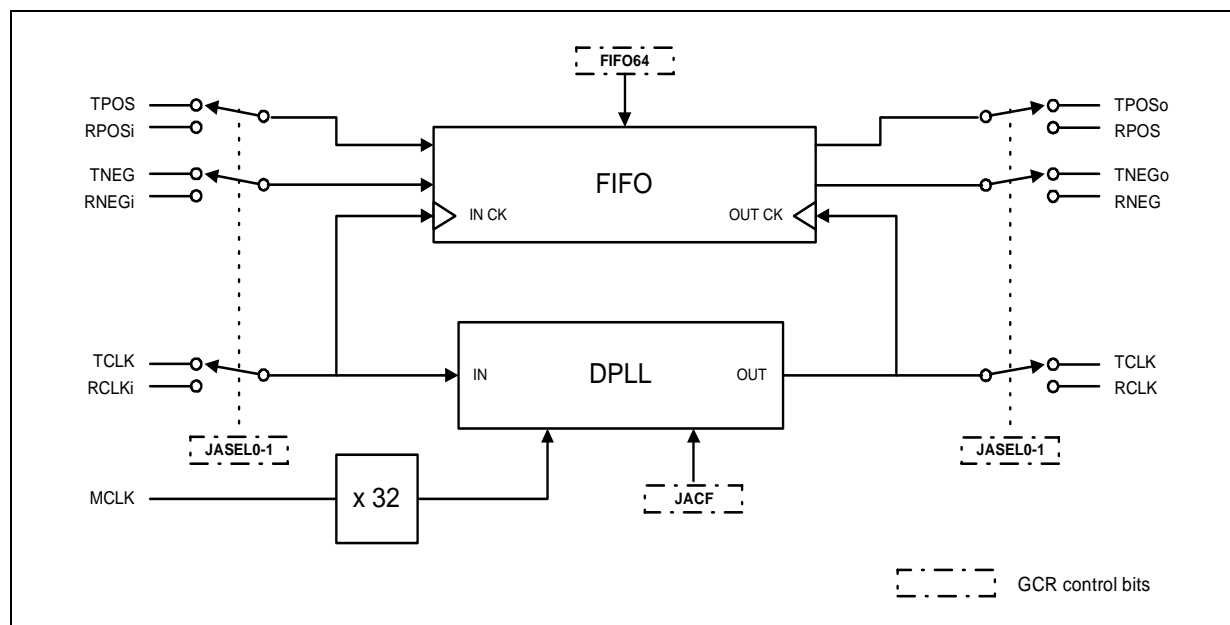 FIFO64
TPOS
RPOSi
TPOSo
RPOS
FIFO
TNEG
RNEGi
TNEGo
RNEG
IN CK
OUT CK
TCLK
RCLKi
IN
DPLL
OUT
TCLK
RCLK
JASEL0-1
JASEL0-1
MCLK
x 32
JACF
GCR control bits